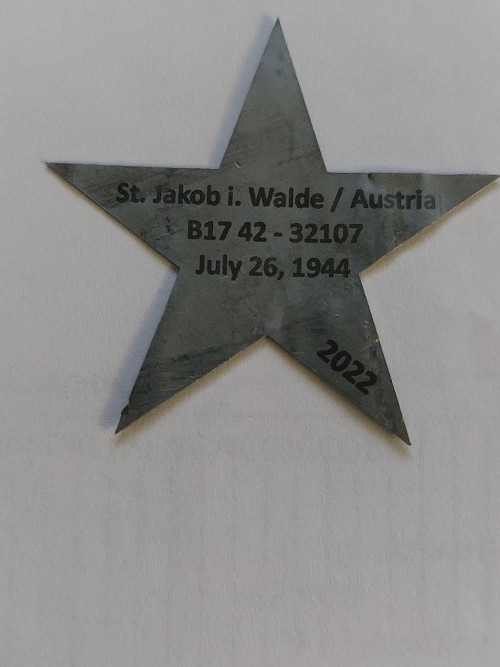 St. Jakob i. Walde / Austria
B17 42 - 32107
July 26, 1944
2022